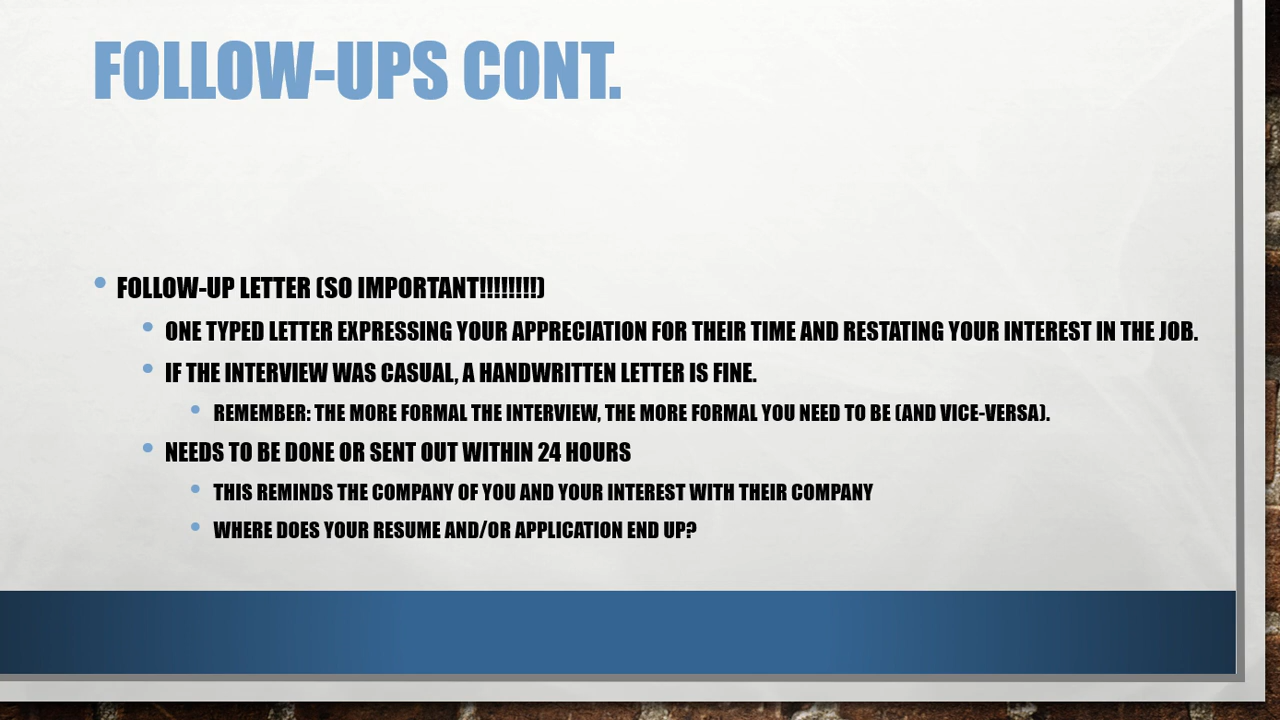 FOLLOW-UPS CONT.
FOLLOW-UP LETTER (SO IMPORTANT!!!!!!!!)
ONE TYPED LETTER EXPRESSING YOUR APPRECIATION FOR THEIR TIME AND RESTATING YOUR INTEREST IN THE JOB.
IF THE INTERVIEW WAS CASUAL, A HANDWRITTEN LETTER IS FINE.
REMEMBER: THE MORE FORMAL THE INTERVIEW, THE MORE FORMAL YOU NEED TO BE (AND VICE-VERSA).
NEEDS TO BE DONE OR SENT OUT WITHIN 24 HOURS
THIS REMINDS THE COMPANY OF YOU AND YOUR INTEREST WITH THEIR COMPANY
WHERE DOES YOUR RESUME AND/OR APPLICATION END UP?